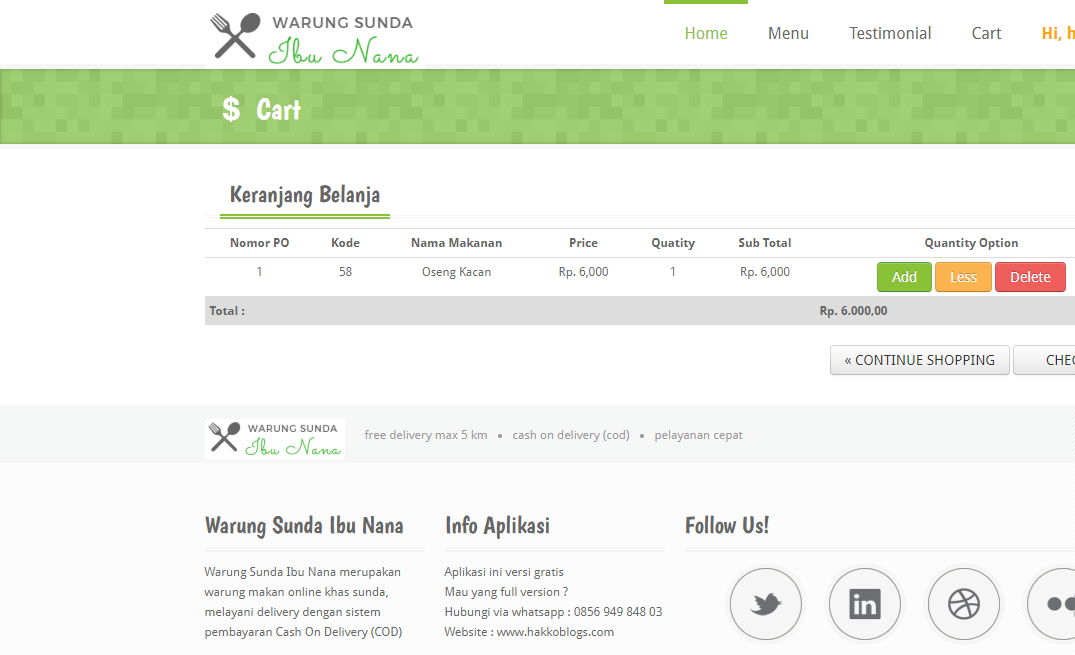 WARUNG SUNDA
Ibu Nana
Home Menu Testimonial Cart Hi, h
$ Cart
Keranjang Belanja
Nomor PO Kode Nama Makanan Price Quatity Sub Total Quantity Option
1 58 Oseng Kacan Rp. 6,000 1 Rp. 6,000 Add Less Delete
Total : Rp. 6.000,00
« CONTINUE SHOPPING CHEC
WARUNG SUNDA
Ibu Nana
free delivery max 5 km • cash on delivery (cod) • pelayanan cepat
Warung Sunda Ibu Nana Info Aplikasi Follow Us!
Warung Sunda Ibu Nana merupakan Aplikasi ini versi gratis
warung makan online khas sunda, Mau yang full version ?
melayani delivery dengan sistem Hubungi via whatsapp : 0856 949 848 03
pembayaran Cash On Delivery (COD) Website : www.hakkoblogs.com
in